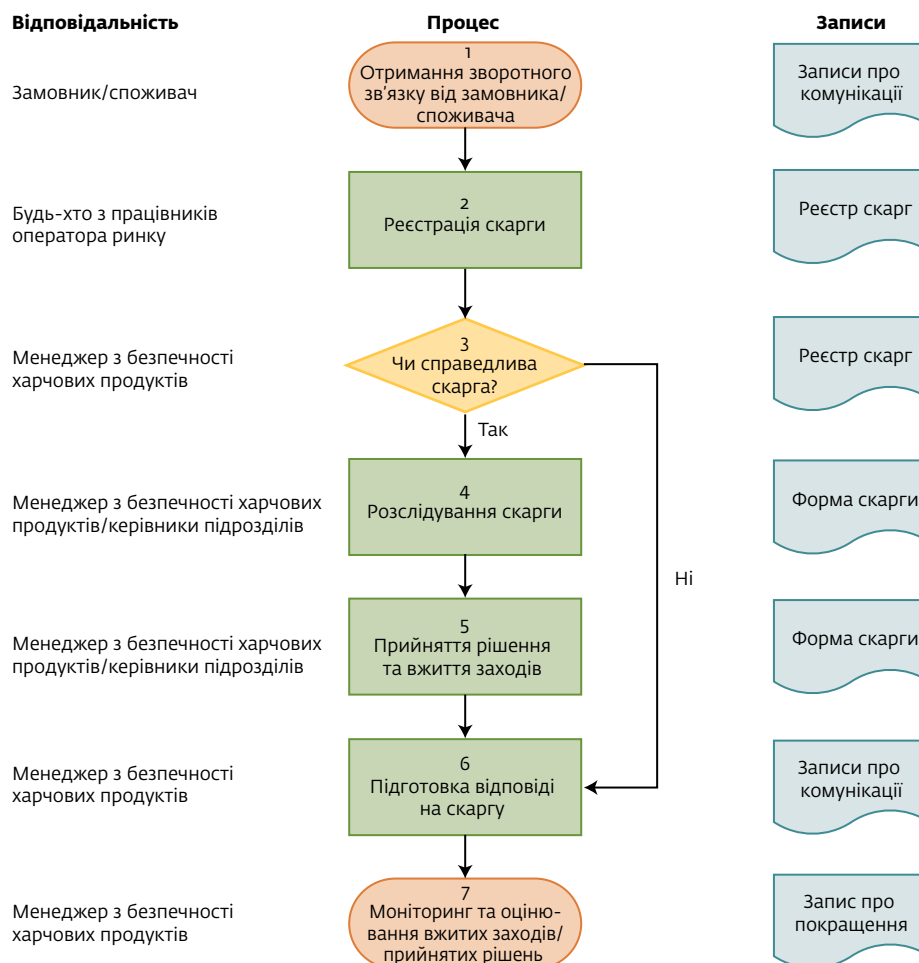 Відповідальність
Процес
Записи
Замовник/споживач
1
Отримання зворотного
зв'язку від замовника/
споживача
Записи про
комунікації
Будь-хто з працівників
оператора ринку
2
Реєстрація скарги
Реєстр скарг
Менеджер з безпечності
харчових продуктів
3
Чи справедлива
скарга?
Реєстр скарг
Так
Менеджер з безпечності харчових
продуктів/керівники підрозділів
4
Розслідування скарги
Форма скарги
Ні
Менеджер з безпечності харчових
продуктів/керівники підрозділів
5
Прийняття рішення
та вжиття заходів
Форма скарги
Менеджер з безпечності
харчових продуктів
6
Підготовка відповіді
на скаргу
Записи про
комунікації
Менеджер з безпечності
харчових продуктів
7
Моніторинг та оціню-
вання вжитих заходів/
прийнятих рішень
Запис про
покращення